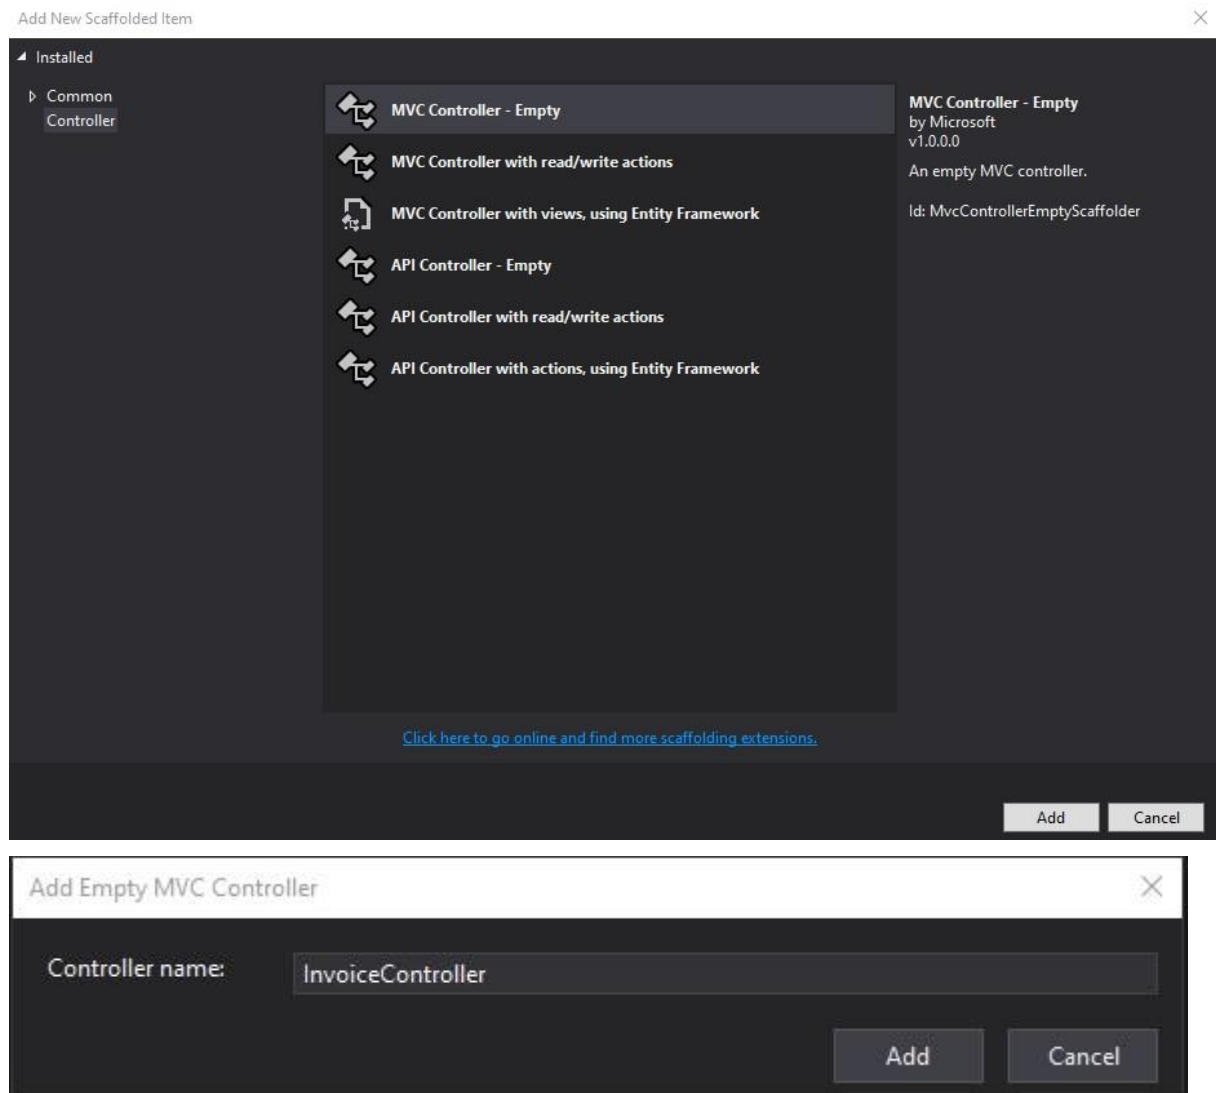 Add New Scaffolded Item
Installed
Common
Controller
MVC Controller - Empty
MVC Controller with read/write actions
MVC Controller with views, using Entity Framework
API Controller - Empty
API Controller with read/write actions
API Controller with actions, using Entity Framework
MVC Controller - Empty
by Microsoft
v1.0.0.0
An empty MVC controller.
Id: MvcControllerEmptyScaffolder
Click here to go online and find more scaffolding extensions.
Add
Cancel
Add Empty MVC Controller
Controller name:
InvoiceController
Add
Cancel